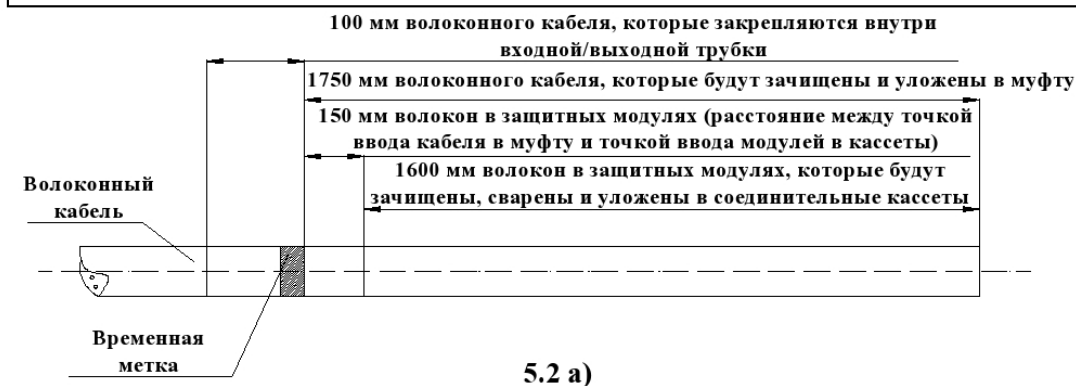 100 мм волоконного кабеля, которые закрепляются внутри
входной/выходной трубки
1750 мм волоконного кабеля, которые будут зачищены и уложены в муфту
150 мм волокон в защитных модулях (расстояние между точкой
ввода кабеля в муфту и точкой ввода модулей в кассеты)
1600 мм волокон в защитных модулях, которые будут
зачищены, сварены и уложены в соединительные кассеты
Волоконный
кабель
Временная
метка
5.2 а)